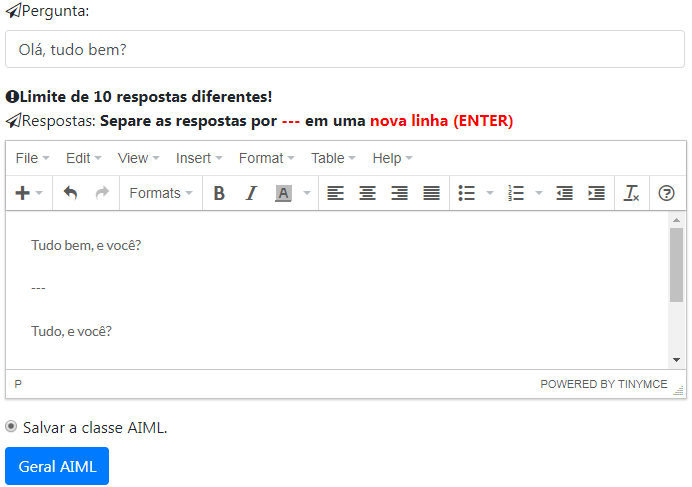 Pergunta:
Olá, tudo bem?
Limite de 10 respostas diferentes!
Respostas: Separe as respostas por --- em uma nova linha (ENTER)
File Edit View Insert Format Table Help
Formats B I A
Tudo bem, e você?
---
Tudo, e você?
P POWERED BY TINYMCE
Salvar a classe AIML.
Geral AIML